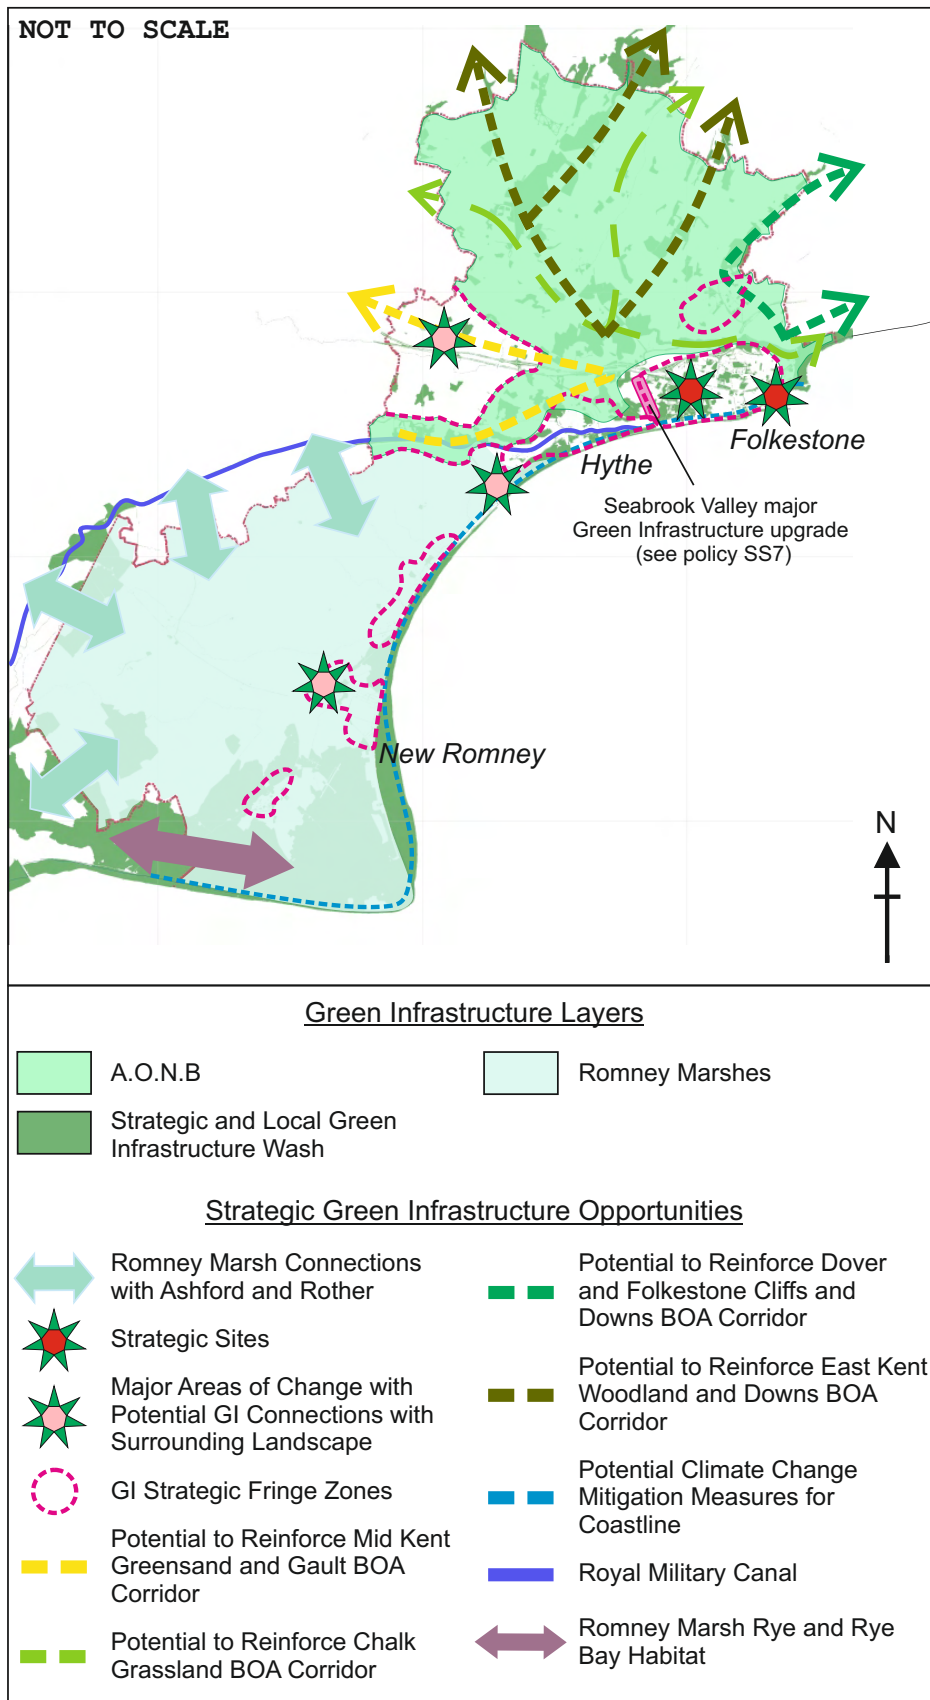 NOT TO SCALE
Folkestone
Hythe
Seabrook Valley major
Green Infrastructure upgrade
(see policy SS7)
New Romney
N
Green Infrastructure Layers
A.O.N.B
Romney Marshes
Strategic and Local Green
Infrastructure Wash
Strategic Green Infrastructure Opportunities
Romney Marsh Connections
with Ashford and Rother
Strategic Sites
Major Areas of Change with
Potential GI Connections with
Surrounding Landscape
GI Strategic Fringe Zones
Potential to Reinforce Mid Kent
Greensand and Gault BOA
Corridor
Potential to Reinforce Chalk
Grassland BOA Corridor
Potential to Reinforce Dover
and Folkestone Cliffs and
Downs BOA Corridor
Potential to Reinforce East Kent
Woodland and Downs BOA
Corridor
Potential Climate Change
Mitigation Measures for
Coastline
Royal Military Canal
Romney Marsh Rye and Rye
Bay Habitat